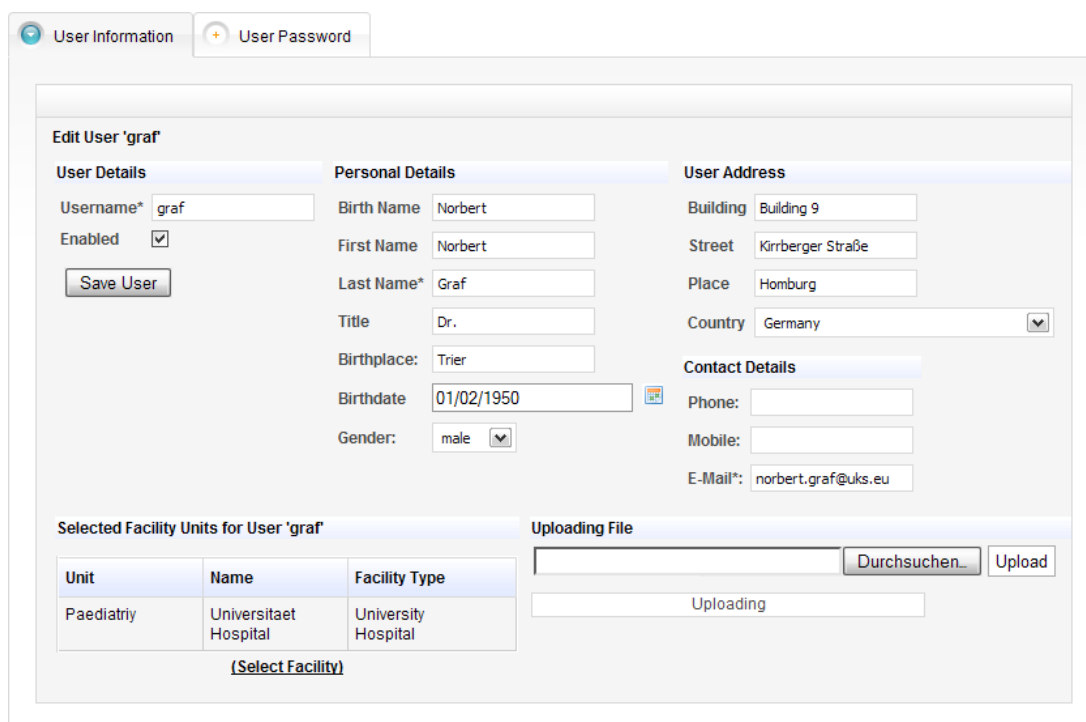 User Information
User Password
Edit User 'graf'
User Details
Username* graf
Enabled
Save User
Personal Details
Birth Name Norbert
First Name Norbert
Last Name* Graf
Title Dr.
Birthplace: Trier
Birthdate 01/02/1950
Gender: male
User Address
Building Building 9
Street Kirrberger Straße
Place Homburg
Country Germany
Contact Details
Phone:
Mobile:
E-Mail*: norbert.graf@uks.eu
Selected Facility Units for User 'graf'
Unit Name Facility Type
Paediatriy Universitaet University
Hospital Hospital
(Select Facility)
Uploading File
Durchsuchen... Upload
Uploading